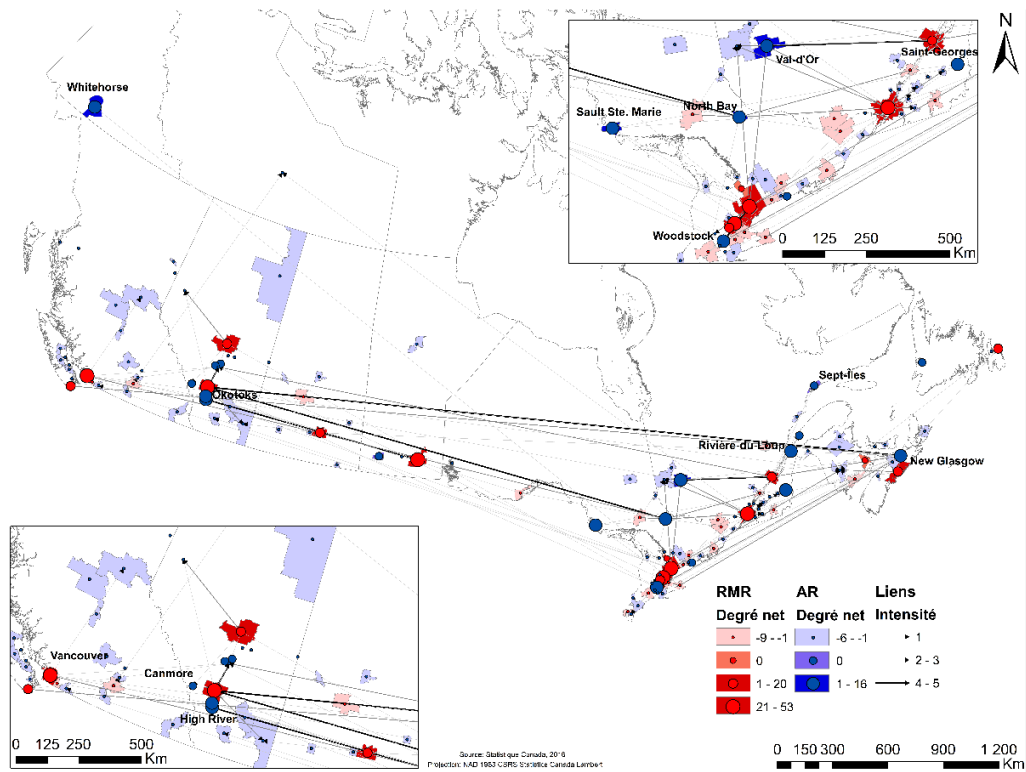 N
Whitehorse
Saint-Georges
Val-d'Or
North Bay
Sault Ste. Marie
Woodstock
0 125 250 500
Km
Sept-Îles
Okotoks
Rivière-du-Loup
New Glasgow
Vancouver
Canmore
High River
0 125 250 500
Km
RMR AR Liens
Degré net Degré net Intensité
-9 - -1 -6 - -1 1
0 0 2 - 3
1 - 20 1 - 16 4 - 5
21 - 53
Source: Statistique Canada, 2016
Projection: NAD 1983 CSRS Statistics Canada Lambert
0 150 300 600 900 1 200
Km